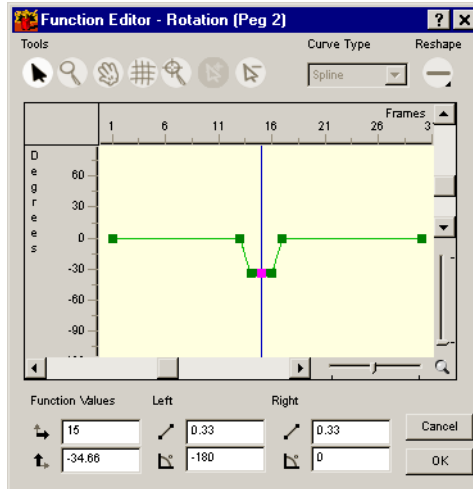 Function Editor - Rotation (Peg 2)
Tools
Curve Type
Reshape
Spline
Frames
1 6 11 16 21 26 31
Degrees
60
30
0
-30
-60
-90
Function Values
Left
Right
15
0.33
0.33
Cancel
-34.66
-180
0
OK